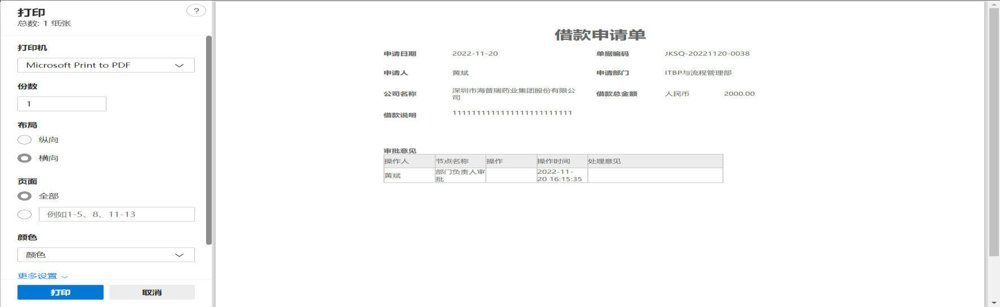 打印
?
总数: 1 纸张
打印机
Microsoft Print to PDF
份数
1
布局
纵向
横向
页面
全部
例如1-5、8、11-13
颜色
颜色
更多设置
打印 取消
借款申请单
申请日期 2022-11-20 单据编码 JKSQ-20221120-0038
申请人 黄斌 申请部门 ITBP与流程管理部
公司名称 深圳市海普瑞药业集团股份有限公 借款总金额 人民币 2000.00
司
借款说明 1111111111111111111111111
审批意见
操作人 节点名称 操作 操作时间 处理意见
黄斌 部门负责人审 2022-11-
批 20 16:15:35